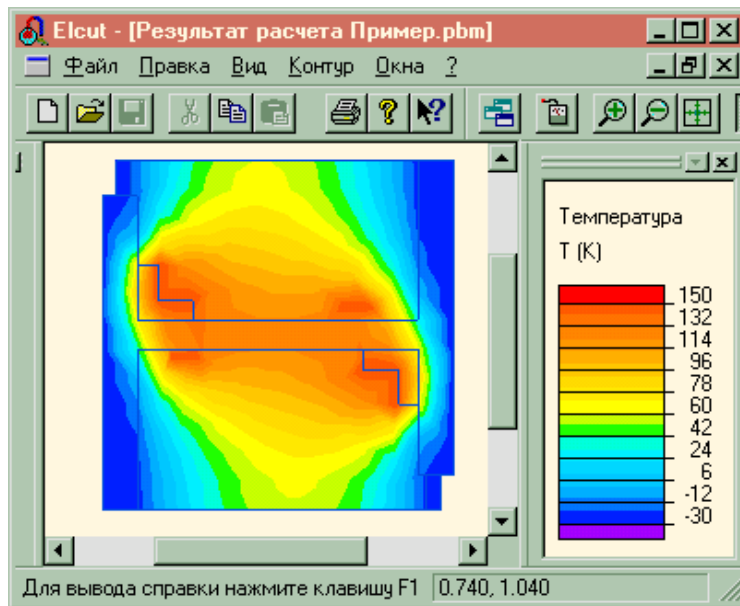 Elcut - [Результат расчета Пример.pbm]
Файл Правка Вид Контур Окна ?
Температура
T (K)
150
132
114
96
78
60
42
24
6
-12
-30
Для вывода справки нажмите клавишу F1 0.740, 1.040